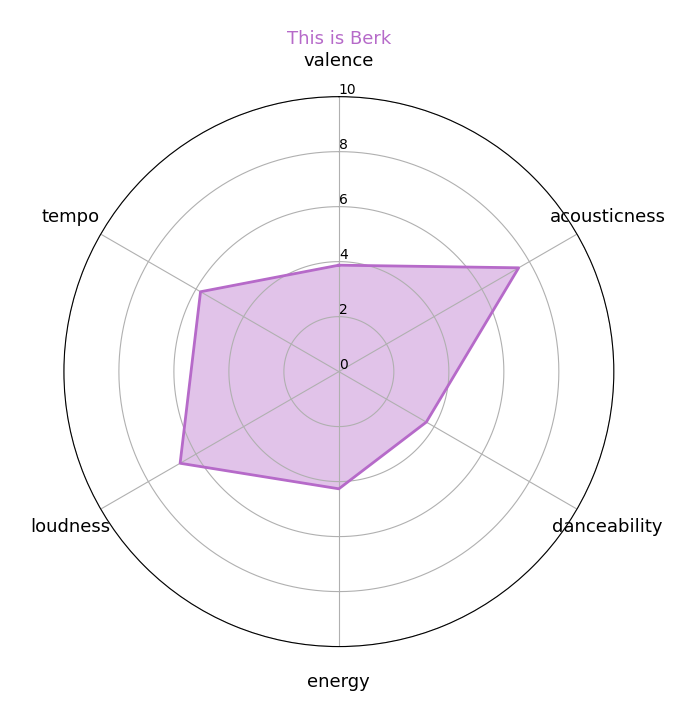 This is Berk
valence
10
8
tempo
6
acousticness
4
2
0
loudness
danceability
energy